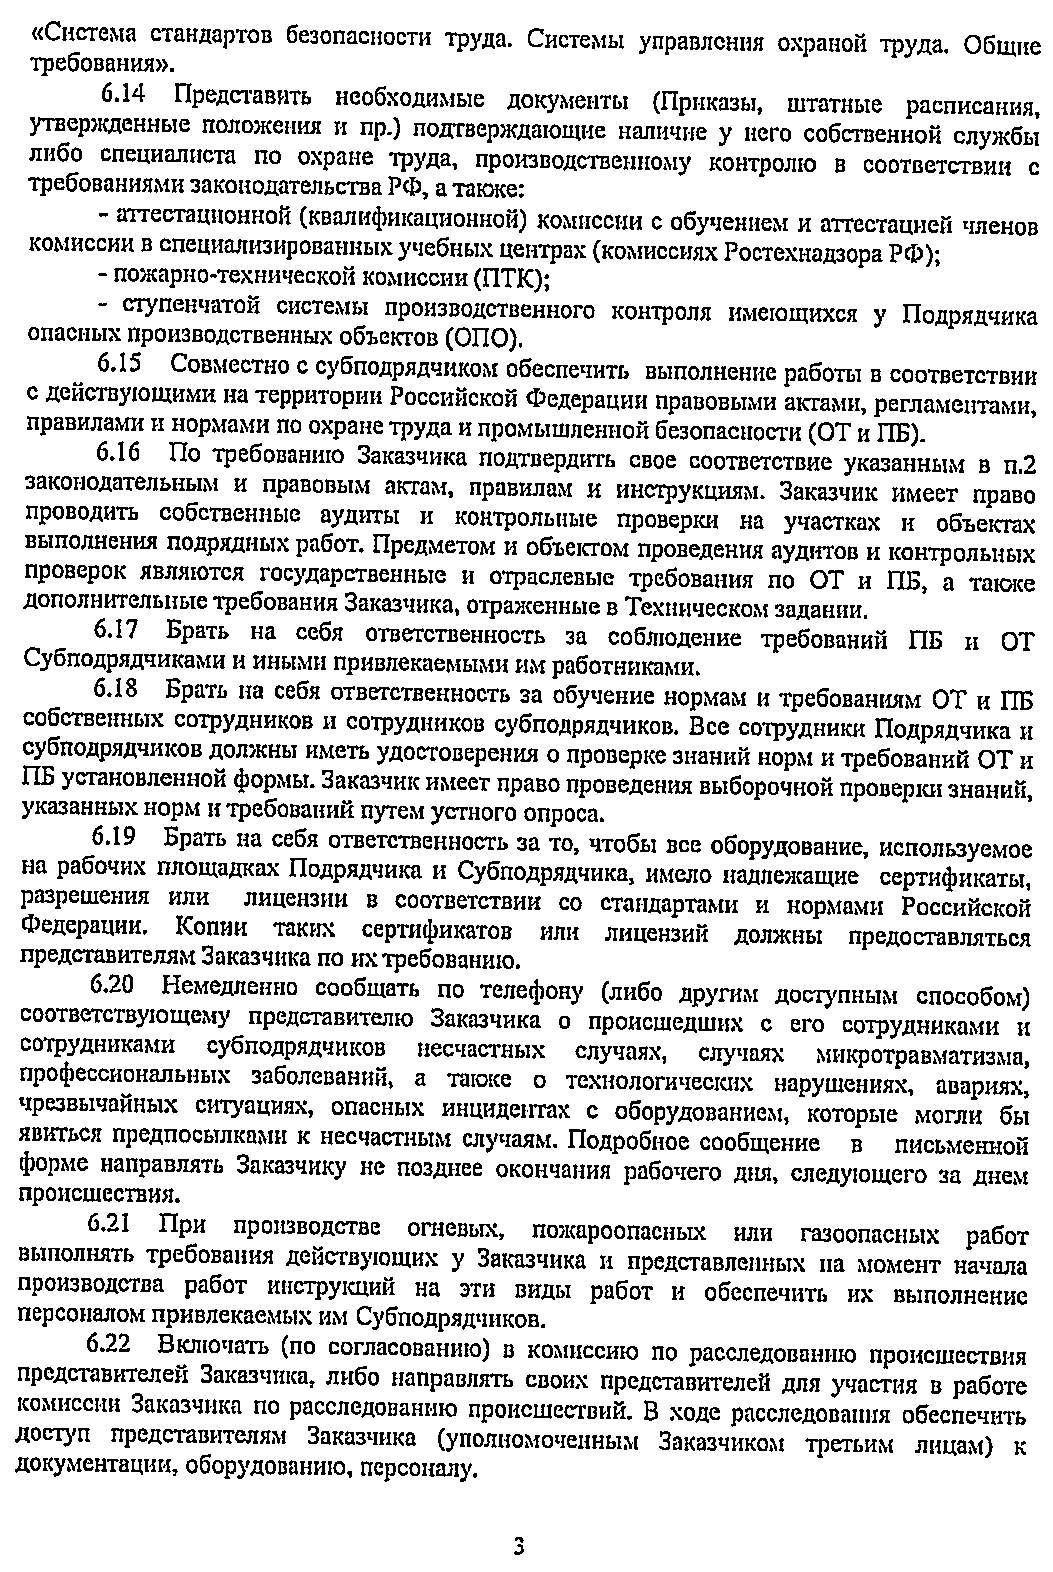 «Система стандартов безопасности труда. Системы управления охраной труда. Общие
требования».
6.14 Представить необходимые документы (Приказы, штатные расписания,
утвержденные положения и пр.) подтверждающие наличие у него собственной службы
либо специалиста по охране труда, производственному контролю в соответствии с
требованиями законодательства РФ, а также:
- аттестационной (квалификационной) комиссии с обучением и аттестацией членов
комиссии в специализированных учебных центрах (комиссиях Ростехнадзора РФ);
- пожарно-технической комиссии (ПТК);
- ступенчатой системы производственного контроля имеющихся у Подрядчика
опасных производственных объектов (ОПО).
6.15 Совместно с субподрядчиком обеспечить выполнение работы в соответствии
с действующими на территории Российской Федерации правовыми актами, регламентами,
правилами и нормами по охране труда и промышленной безопасности (ОТ и ПБ).
6.16 По требованию Заказчика подтвердить свое соответствие указанным в п.2
законодательным и правовым актам, правилам и инструкциям. Заказчик имеет право
проводить собственные аудиты и контрольные проверки на участках и объектах
выполнения подрядных работ. Предметом и объектом проведения аудитов и контрольных
проверок являются государственные и отраслевые требования по ОТ и ПБ, а также
дополнительные требования Заказчика, отраженные в Техническом задании.
6.17 Брать на себя ответственность за соблюдение требований ПБ и ОТ
Субподрядчиками и иными привлекаемыми им работниками.
6.18 Брать на себя ответственность за обучение нормам и требованиям ОТ и ПБ
собственных сотрудников и сотрудников субподрядчиков. Все сотрудники Подрядчика и
субподрядчиков должны иметь удостоверения о проверке знаний норм и требований ОТ и
ПБ установленной формы. Заказчик имеет право проведения выборочной проверки знаний,
указанных норм и требований путем устного опроса.
6.19 Брать на себя ответственность за то, чтобы все оборудование, используемое
на рабочих площадках Подрядчика и Субподрядчика, имело надлежащие сертификаты,
разрешения или лицензии в соответствии со стандартами и нормами Российской
Федерации. Копии таких сертификатов или лицензий должны предоставляться
представителям Заказчика по их требованию.
6.20 Немедленно сообщать по телефону (либо другим доступным способом)
соответствующему представителю Заказчика о происшедших с его сотрудниками и
сотрудниками субподрядчиков несчастных случаях, случаях микротравматизма,
профессиональных заболеваний, а также о технологических нарушениях, авариях,
чрезвычайных ситуациях, опасных инцидентах с оборудованием, которые могли бы
явиться предпосылками к несчастным случаям. Подробное сообщение в письменной
форме направлять Заказчику не позднее окончания рабочего дня, следующего за днем
происшествия.
6.21 При производстве огневых, пожароопасных или газоопасных работ
выполнять требования действующих у Заказчика и представленных на момент начала
производства работ инструкций на эти виды работ и обеспечить их выполнение
персоналом привлекаемых им Субподрядчиков.
6.22 Включать (по согласованию) в комиссию по расследованию происшествия
представителей Заказчика, либо направлять своих представителей для участия в работе
комиссии Заказчика по расследованию происшествий. В ходе расследования обеспечить
доступ представителям Заказчика (уполномоченным Заказчиком третьим лицам) к
документации, оборудованию, персоналу.
3